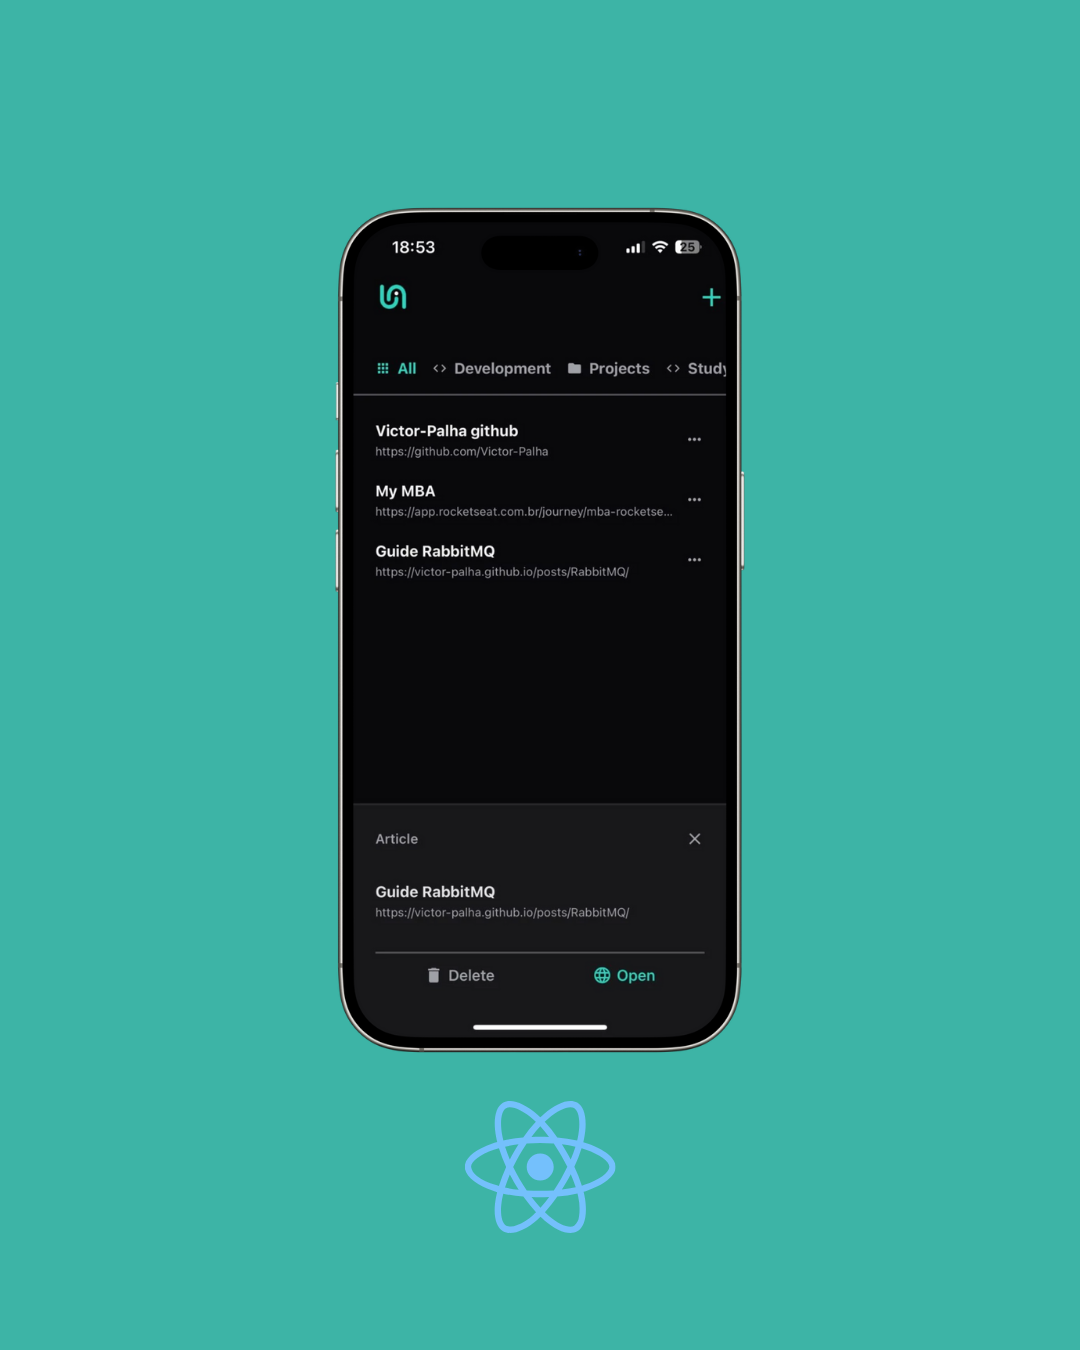 18:53 25
All Development Projects Study
Victor-Palha github
https://github.com/Victor-Palha
My MBA
https://app.rocketseat.com.br/journey/mba-rocketse...
Guide RabbitMQ
https://victor-palha.github.io/posts/RabbitMQ/
Article
Guide RabbitMQ
https://victor-palha.github.io/posts/RabbitMQ/
Delete Open